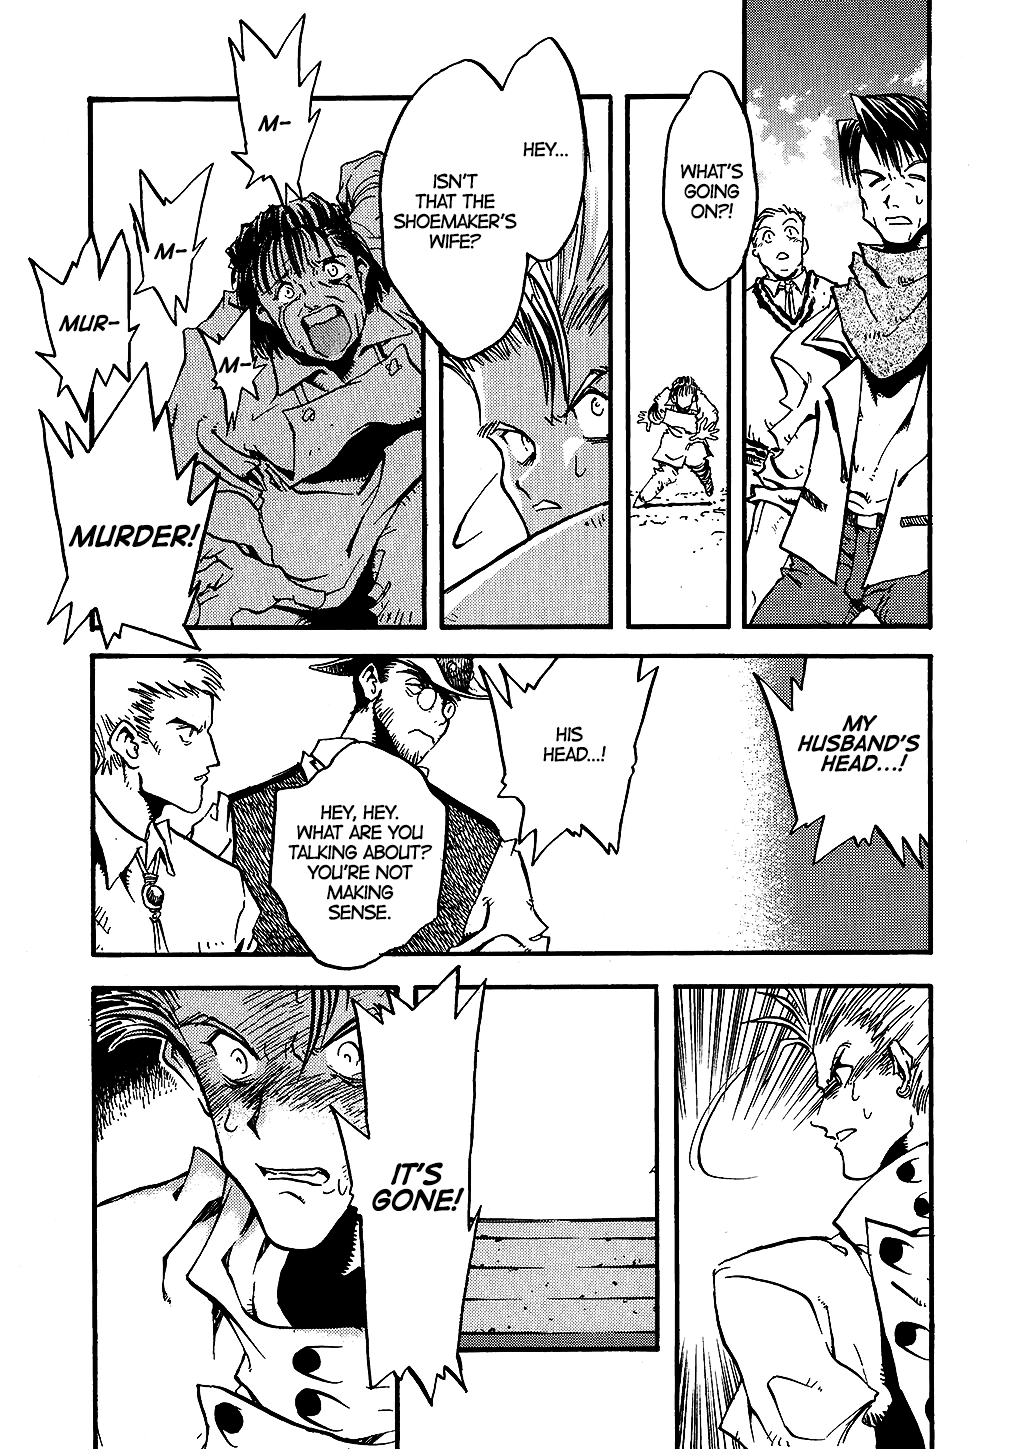 WHAT'S
GOING
ON?!
HEY...
ISN'T
THAT THE
SHOEMAKER'S
WIFE?
M-
M-
MUR-
M-
MURDER!
MY
HUSBAND'S
HEAD...!
HIS
HEAD...!
HEY, HEY.
WHAT ARE YOU
TALKING ABOUT?
YOU'RE NOT
MAKING
SENSE.
IT'S
GONE!